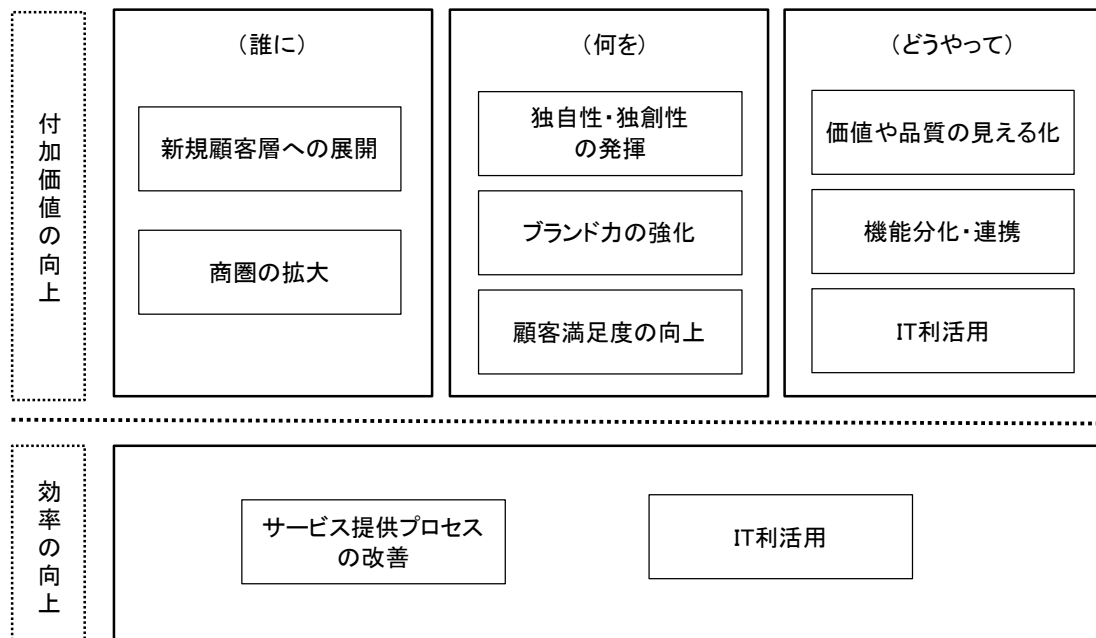 付加価値の向上
(誰に)
新規顧客層への展開
商圏の拡大
(何を)
独自性・独創性
の発揮
ブランド力の強化
顧客満足度の向上
(どうやって)
価値や品質の見える化
機能分化・連携
IT利活用
効率の向上
サービス提供プロセス
の改善
IT利活用